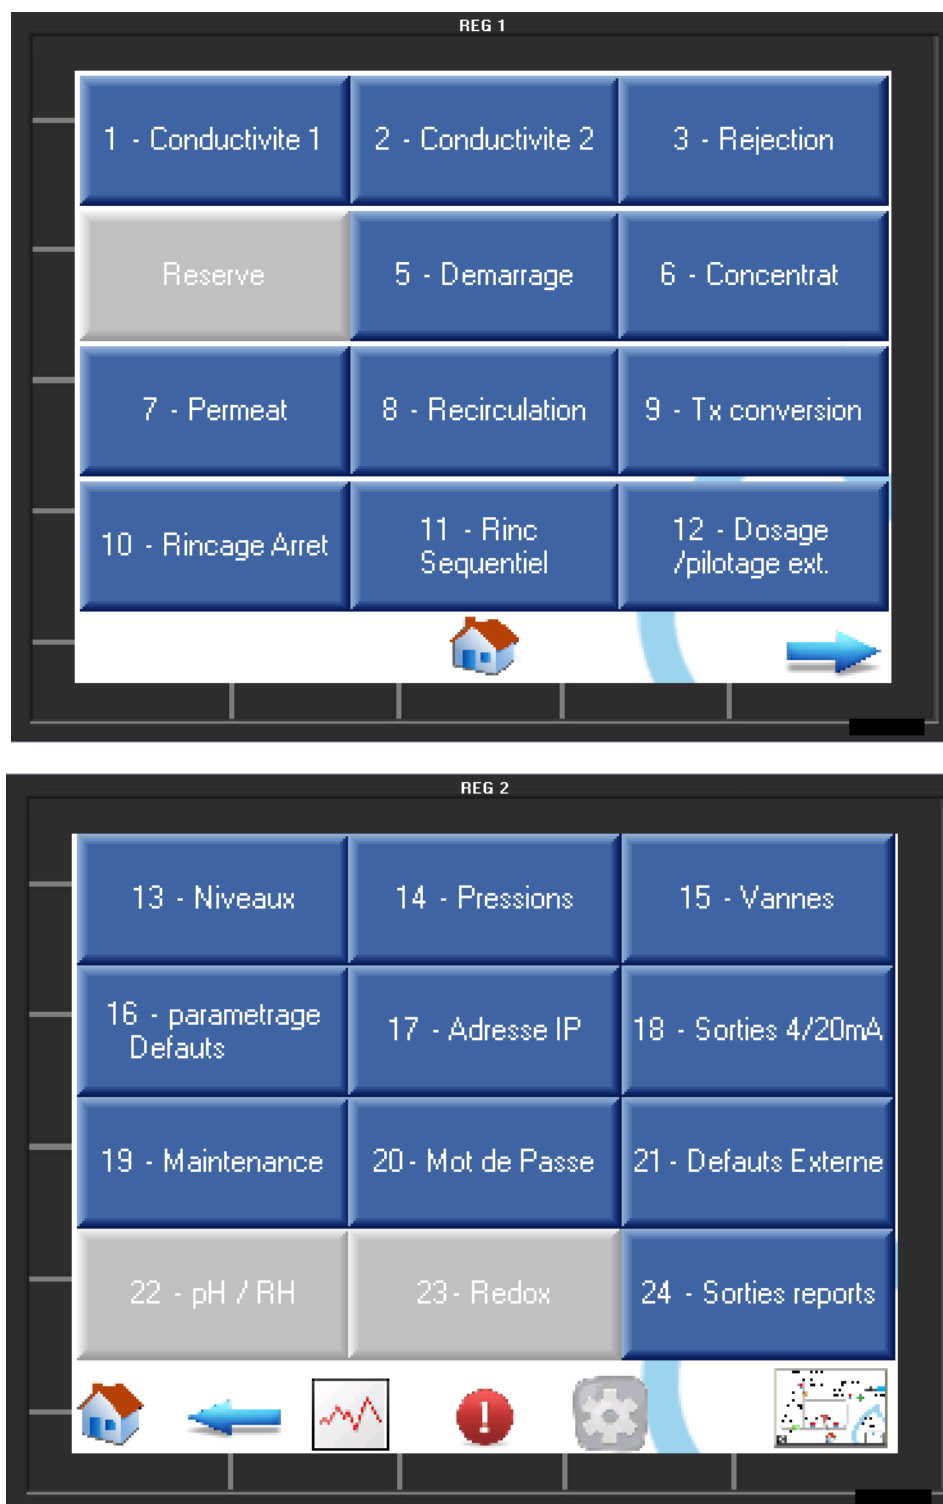 REG 1
1 - Conductivite 1
2 - Conductivite 2
3 - Rejection
Reserve
5 - Demarrage
6 - Concentrat
7 - Permeat
8 - Recirculation
9 - Tx conversion
10 - Rincage Arret
11 - Rinc
Sequentiel
12 - Dosage
/pilotage ext.
REG 2
13 - Niveaux
14 - Pressions
15 - Vannes
16 - parametrage
Defauts
17 - Adresse IP
18 - Sorties 4/20mA
19 - Maintenance
20- Mot de Passe
21 - Defauts Externe
22 - pH / RH
23- Redox
24 - Sorties reports